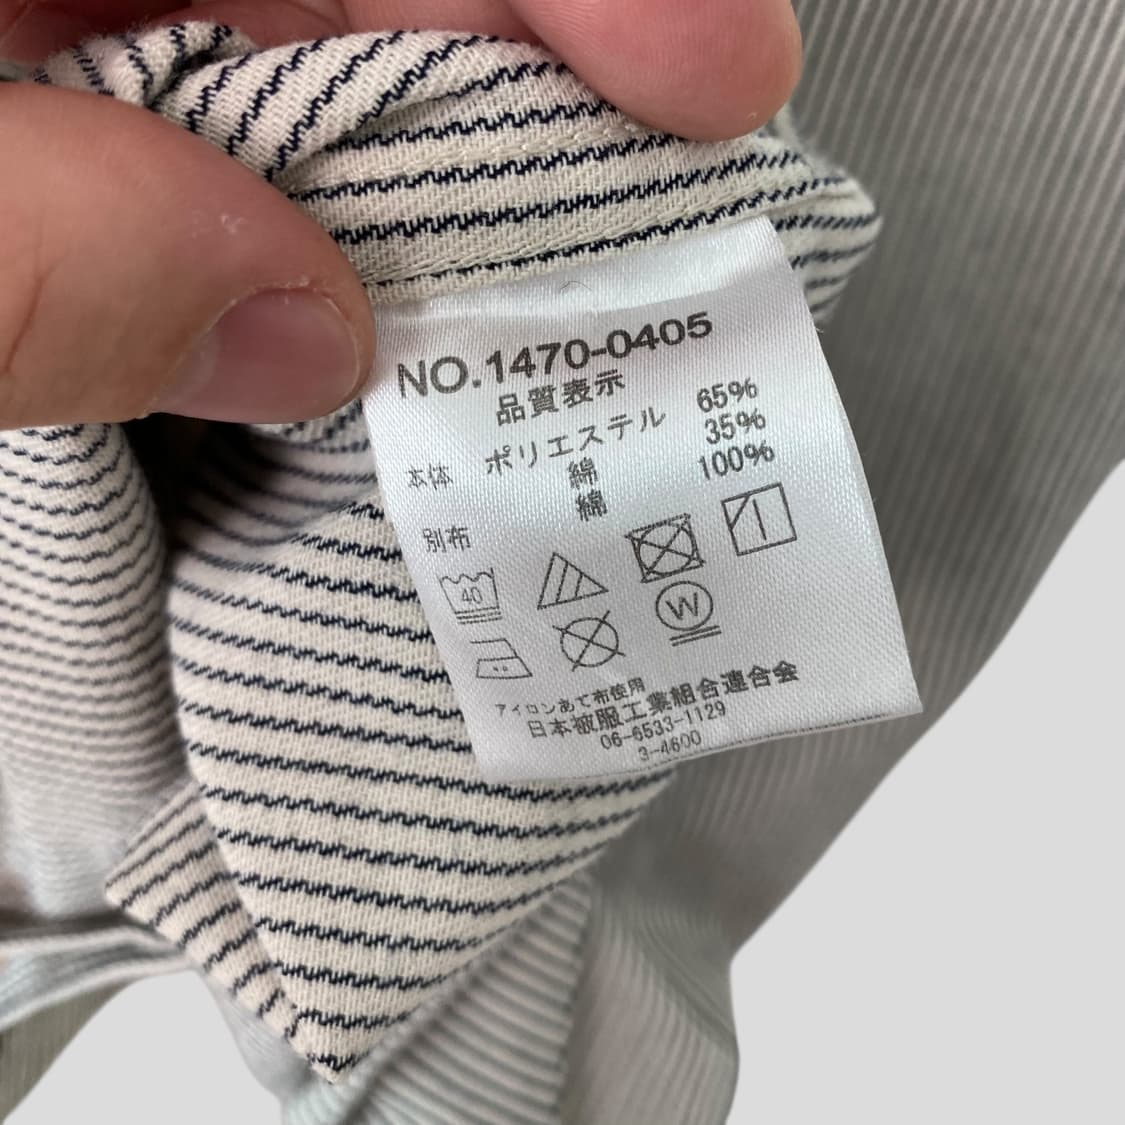 NO.1470-0405
品質表示
本体 ポリエステル 65%
綿 35%
別布 綿 100%
40
W
アイロンあて布使用
日本被服工業組合連合会
06-6533-1129
3-4600